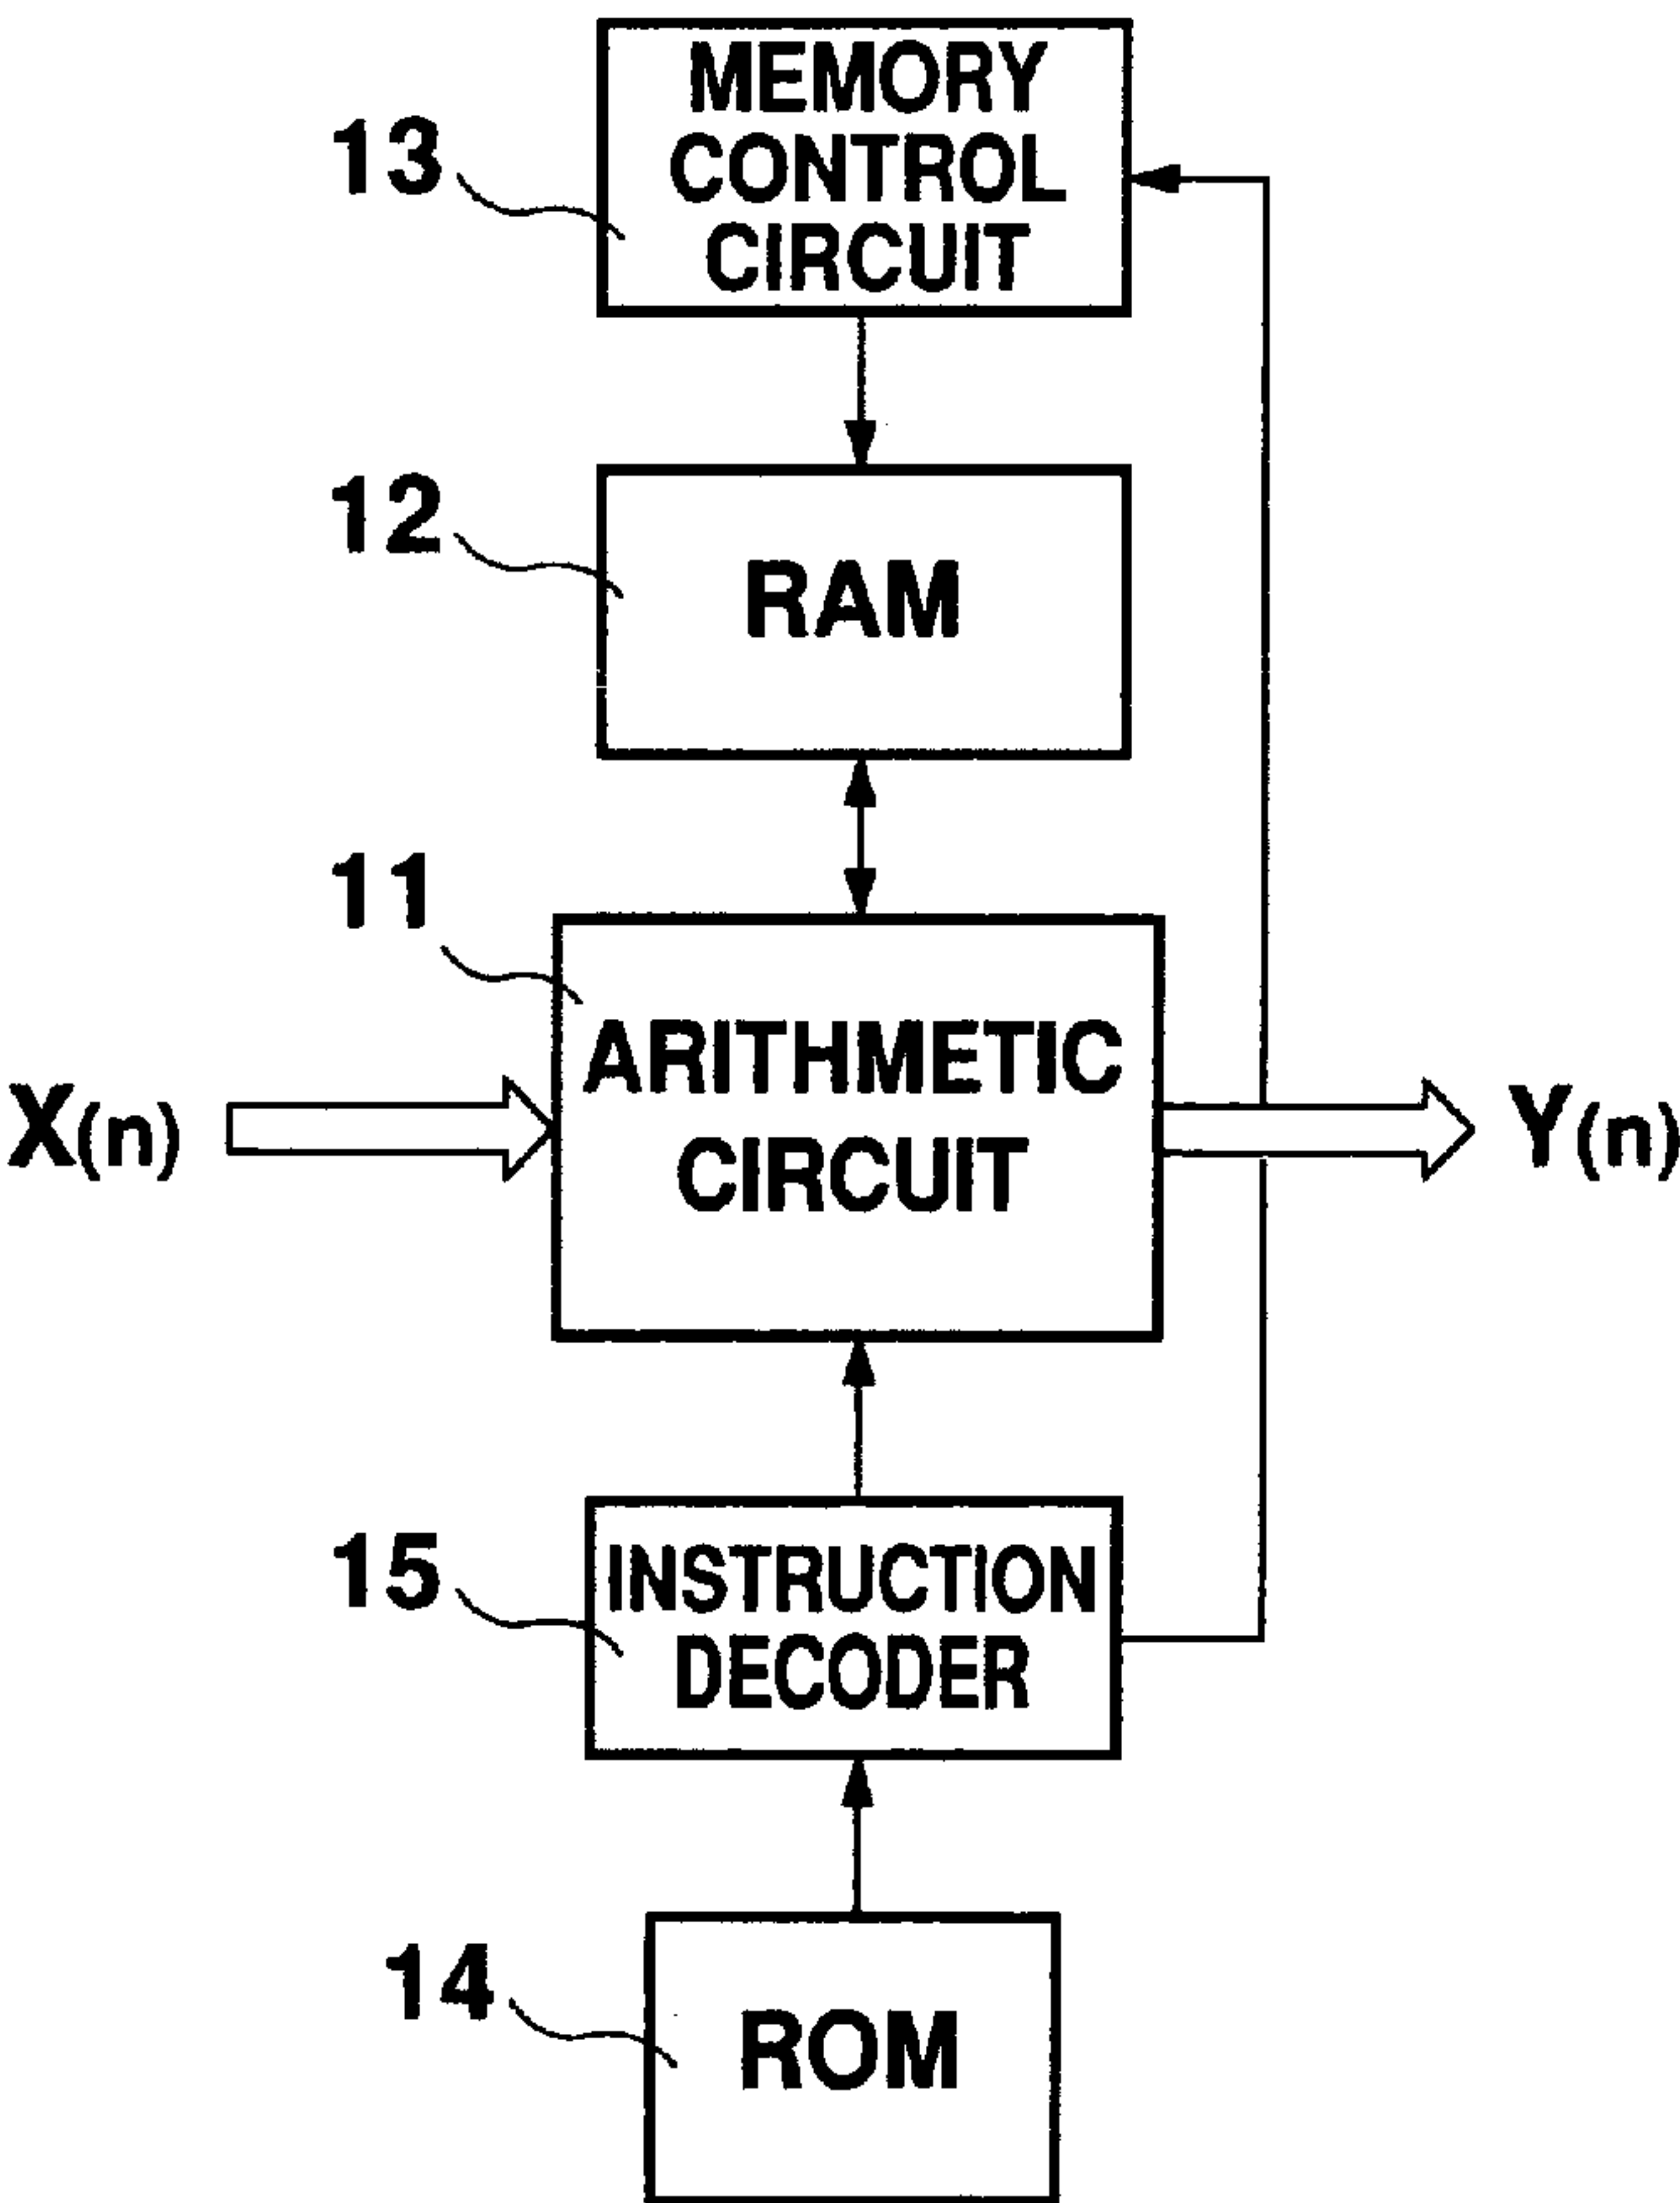 MEMORY
CONTROL
CIRCUIT
13
12
RAM
11
ARITHMETIC
CIRCUIT
X(n)
Y(n)
15
INSTRUCTION
DECODER
14
ROM